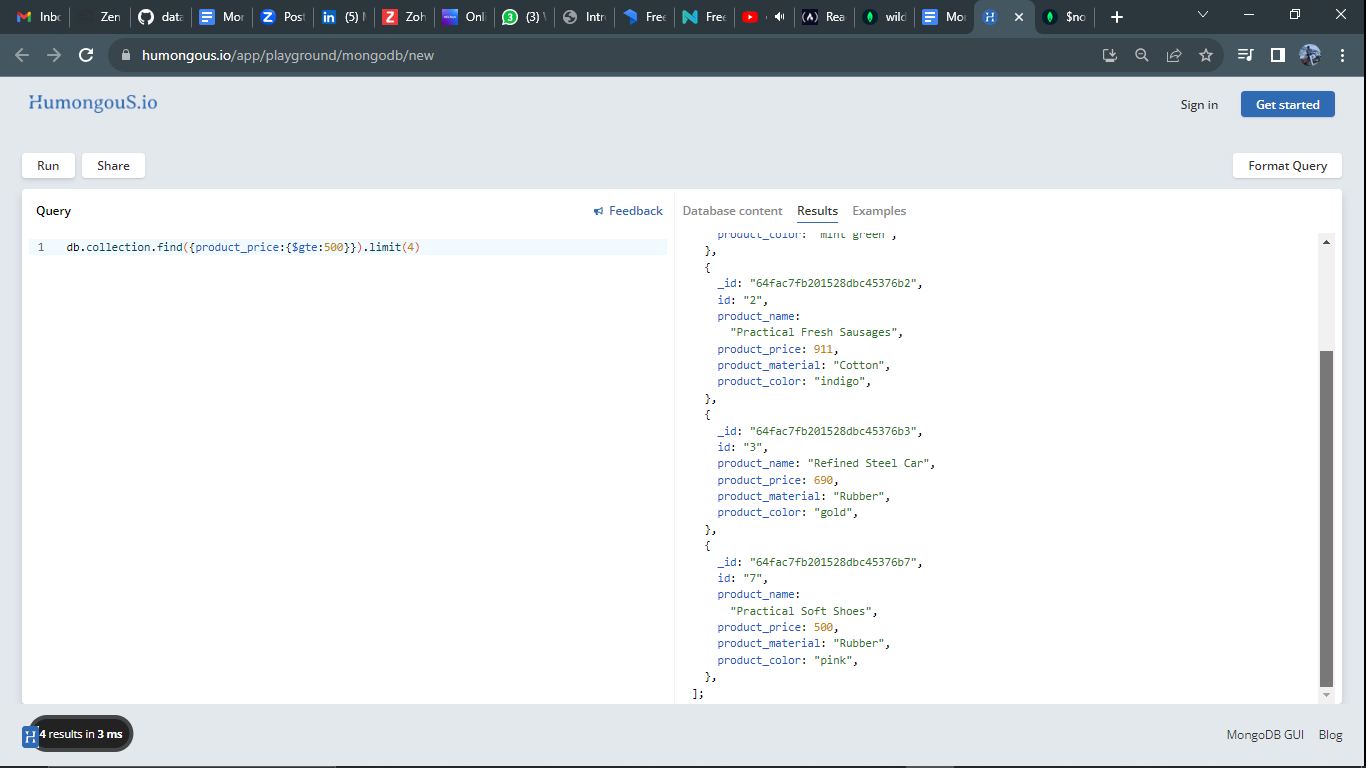 Inbo
Zen
data
Mon
Post
(5)
Zoh
Onli
(3)
Intr
Free
Free
Rea
wild
Mon
$no
humongous.io/app/playground/mongodb/new
HumongouS.io
Sign in
Get started
Run
Share
Format Query
Query
Feedback
Database content
Results
Examples
1 db.collection.find({product_price:{$gte:500}}).limit(4)
product_color: "mint green",
},
{
_id: "64fac7fb201528dbc45376b2",
id: "2",
product_name:
"Practical Fresh Sausages",
product_price: 911,
product_material: "Cotton",
product_color: "indigo",
},
{
_id: "64fac7fb201528dbc45376b3",
id: "3",
product_name: "Refined Steel Car",
product_price: 690,
product_material: "Rubber",
product_color: "gold",
},
{
_id: "64fac7fb201528dbc45376b7",
id: "7",
product_name:
"Practical Soft Shoes",
product_price: 500,
product_material: "Rubber",
product_color: "pink",
},
];
4 results in 3 ms
MongoDB GUI
Blog